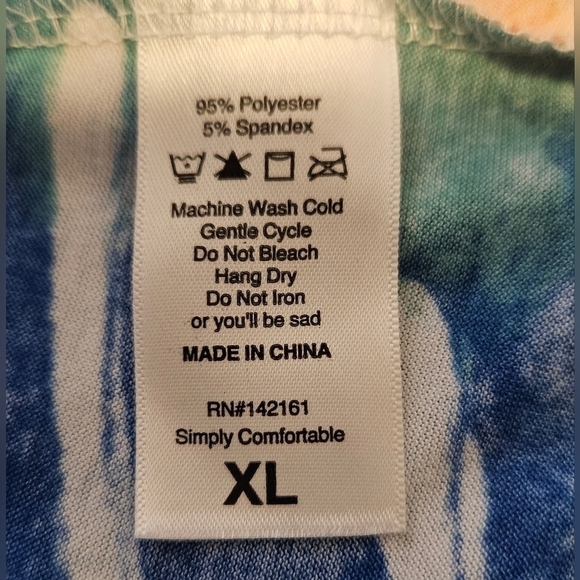 95% Polyester
5% Spandex
Machine Wash Cold
Gentle Cycle
Do Not Bleach
Hang Dry
Do Not Iron
or you'll be sad
MADE IN CHINA
RN#142161
Simply Comfortable
XL